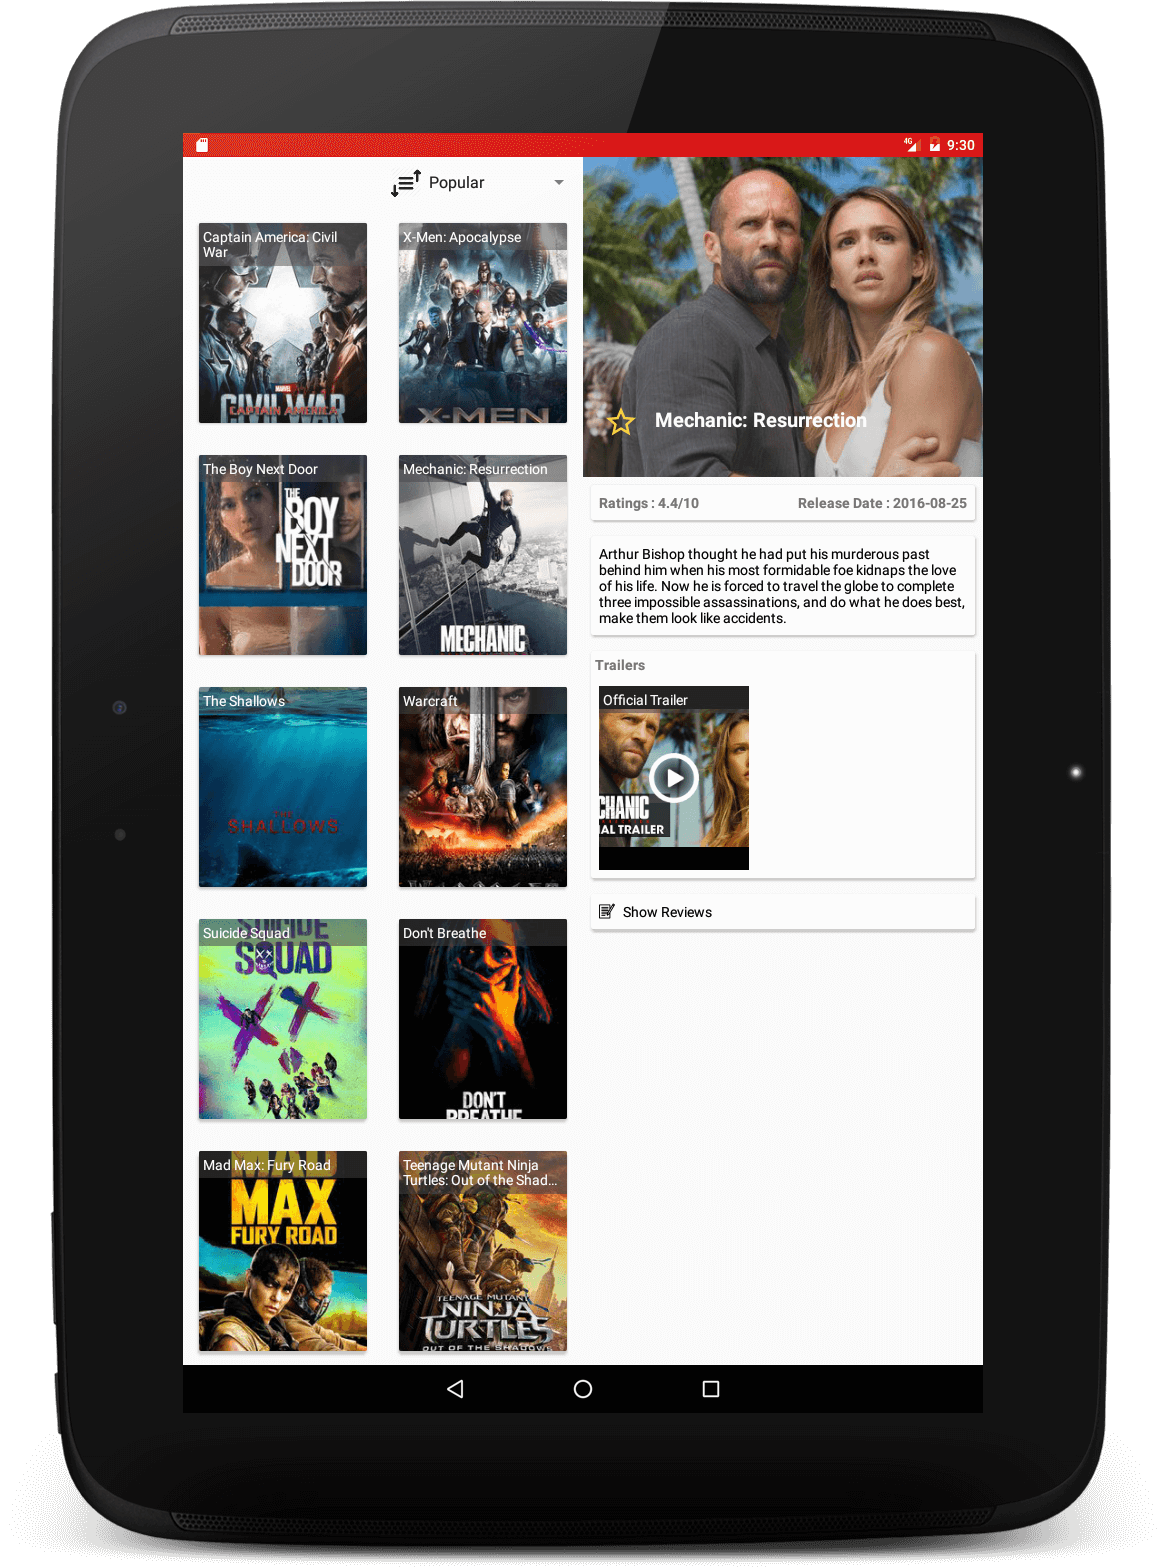 4G
9:30
Popular
Captain America: Civil
War
MARVEL
CIVIL WAR
CAPTAIN AMERICA
X-Men: Apocalypse
X-MEN
The Boy Next Door
THE
BOY
NEXT
DOOR
Mechanic: Resurrection
MECHANIC
The Shallows
THE
SHALLOWS
Warcraft
Suicide Squad
SUICIDE
SQUAD
Don't Breathe
DON'T
BREATHE
Mad Max: Fury Road
MAD
MAX
FURY ROAD
Teenage Mutant Ninja
Turtles: Out of the Shad...
TEENAGE MUTANT
NINJA
TURTLES
OUT OF THE SHADOWS
Mechanic: Resurrection
Ratings : 4.4/10
Release Date : 2016-08-25
Arthur Bishop thought he had put his murderous past
behind him when his most formidable foe kidnaps the love
of his life. Now he is forced to travel the globe to complete
three impossible assassinations, and do what he does best,
make them look like accidents.
Trailers
Official Trailer
CHANIC
IAL TRAILER
Show Reviews